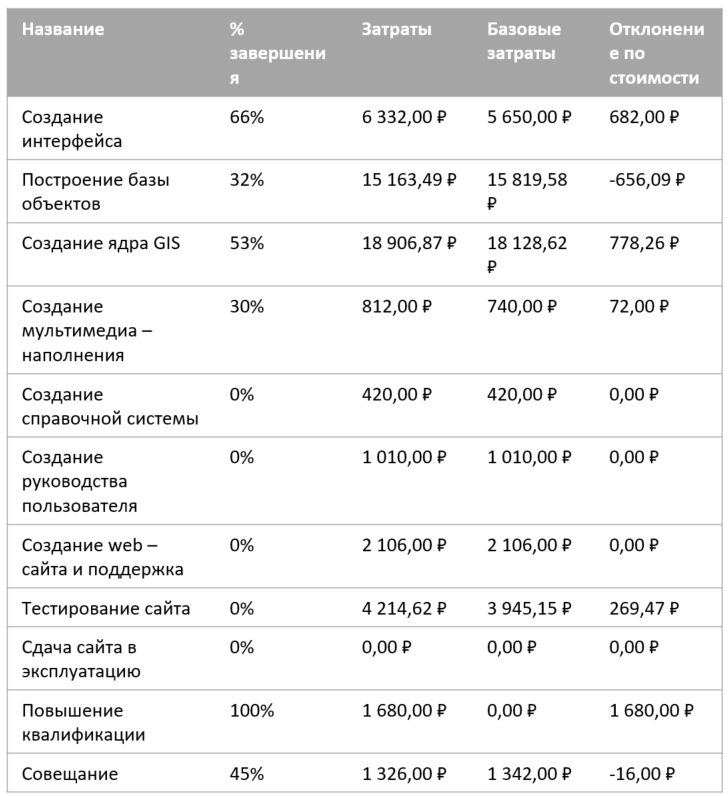 Название % завершения Затраты Базовые затраты Отклонение по стоимости
Создание интерфейса 66% 6 332,00 ₽ 5 650,00 ₽ 682,00 ₽
Построение базы объектов 32% 15 163,49 ₽ 15 819,58 ₽ -656,09 ₽
Создание ядра GIS 53% 18 906,87 ₽ 18 128,62 ₽ 778,26 ₽
Создание мультимедиа – наполнения 30% 812,00 ₽ 740,00 ₽ 72,00 ₽
Создание справочной системы 0% 420,00 ₽ 420,00 ₽ 0,00 ₽
Создание руководства пользователя 0% 1 010,00 ₽ 1 010,00 ₽ 0,00 ₽
Создание web – сайта и поддержка 0% 2 106,00 ₽ 2 106,00 ₽ 0,00 ₽
Тестирование сайта 0% 4 214,62 ₽ 3 945,15 ₽ 269,47 ₽
Сдача сайта в эксплуатацию 0% 0,00 ₽ 0,00 ₽ 0,00 ₽
Повышение квалификации 100% 1 680,00 ₽ 0,00 ₽ 1 680,00 ₽
Совещание 45% 1 326,00 ₽ 1 342,00 ₽ -16,00 ₽